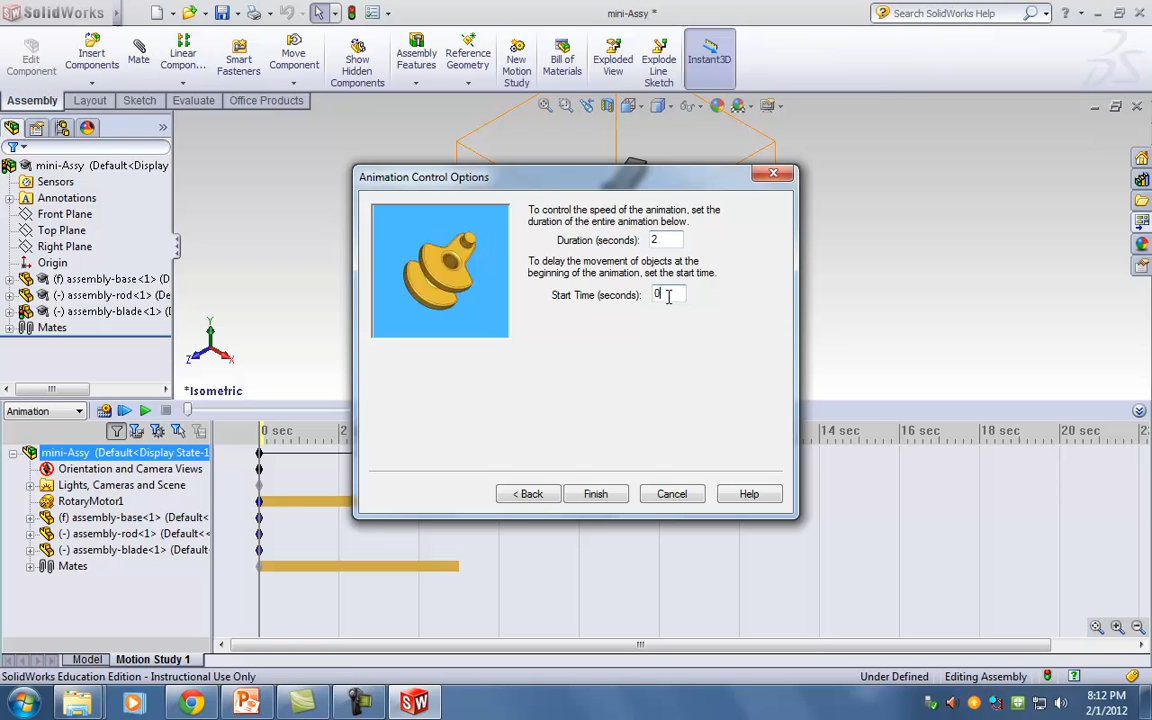 SolidWorks
mini-Assy *
Search SolidWorks Help
Edit Component
Insert Components
Mate
Linear Compon...
Smart Fasteners
Move Component
Show Hidden Components
Assembly Features
Reference Geometry
New Motion Study
Bill of Materials
Exploded View
Explode Line Sketch
Instant3D
Assembly
Layout
Sketch
Evaluate
Office Products
mini-Assy (Default<Display
Sensors
Annotations
Front Plane
Top Plane
Right Plane
Origin
(f) assembly-base<1> (Defaul
(-) assembly-rod<1> (Default
(-) assembly-blade<1> (Defa
Mates
Y
Z
X
*Isometric
Animation Control Options
To control the speed of the animation, set the
duration of the entire animation below.
Duration (seconds): 2
To delay the movement of objects at the
beginning of the animation, set the start time.
Start Time (seconds): 0
< Back
Finish
Cancel
Help
Animation
0 sec
2
14 sec
16 sec
18 sec
20 sec
22
mini-Assy (Default<Display State-1
Orientation and Camera Views
Lights, Cameras and Scene
RotaryMotor1
(f) assembly-base<1> (Default<
(-) assembly-rod<1> (Default<<
(-) assembly-blade<1> (Default
Mates
Model
Motion Study 1
SolidWorks Education Edition - Instructional Use Only
Under Defined
Editing Assembly
8:12 PM
2/1/2012